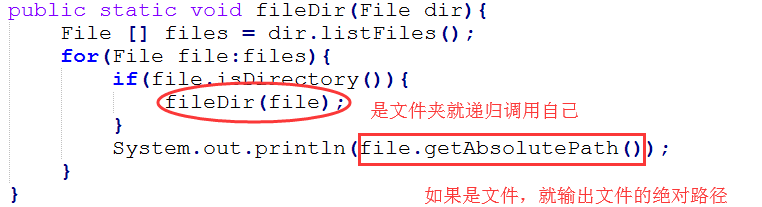 public static void fileDir(File dir){
File [] files = dir.listFiles();
for(File file:files){
if(file.isDirectory()){
fileDir(file);
是文件夹就递归调用自己
}
System.out.println(file.getAbsolutePath());
}
如果是文件，就输出文件的绝对路径
}